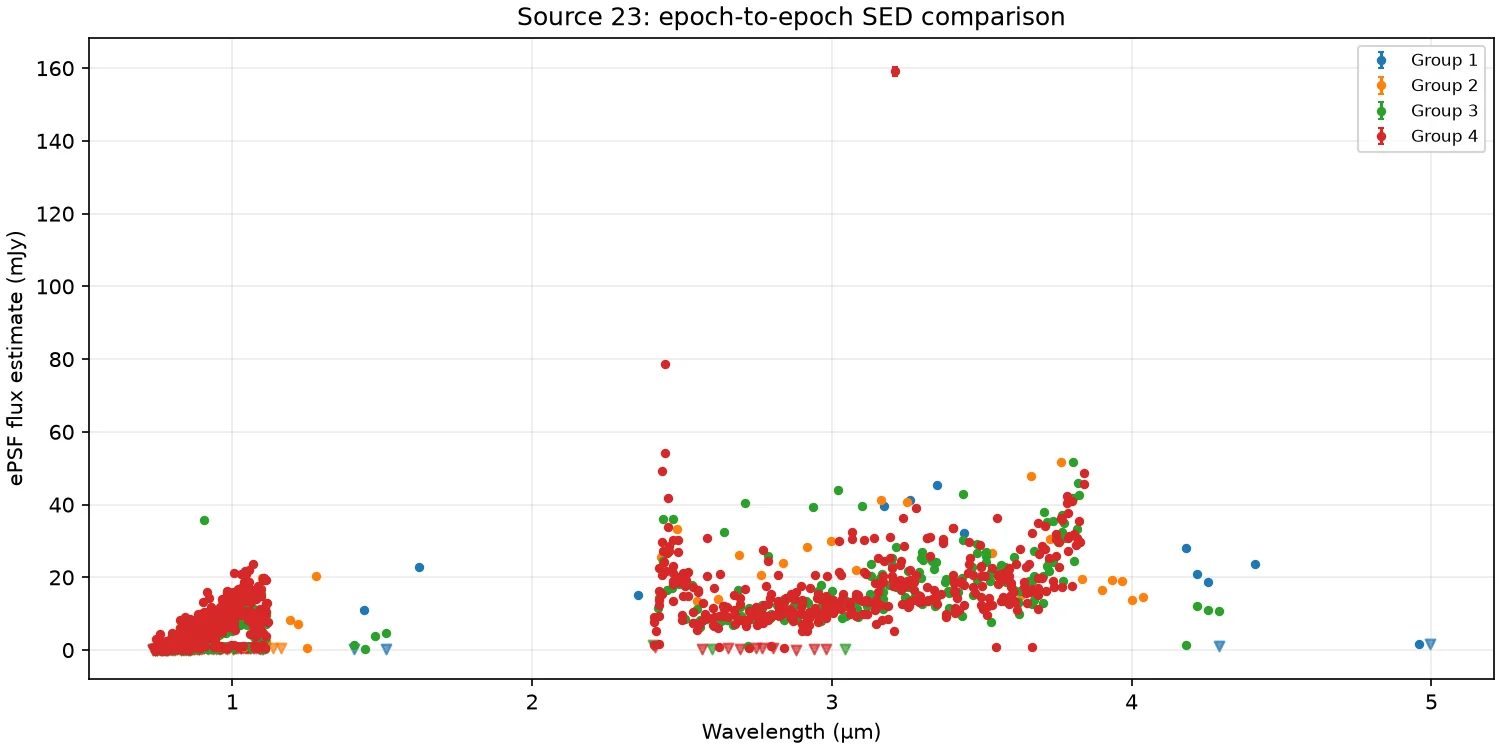 Source 23: epoch-to-epoch SED comparison
ePSF flux estimate (mJy)
160
140
120
100
80
60
40
20
0
1 2 3 4 5
Wavelength (μm)
Group 1
Group 2
Group 3
Group 4